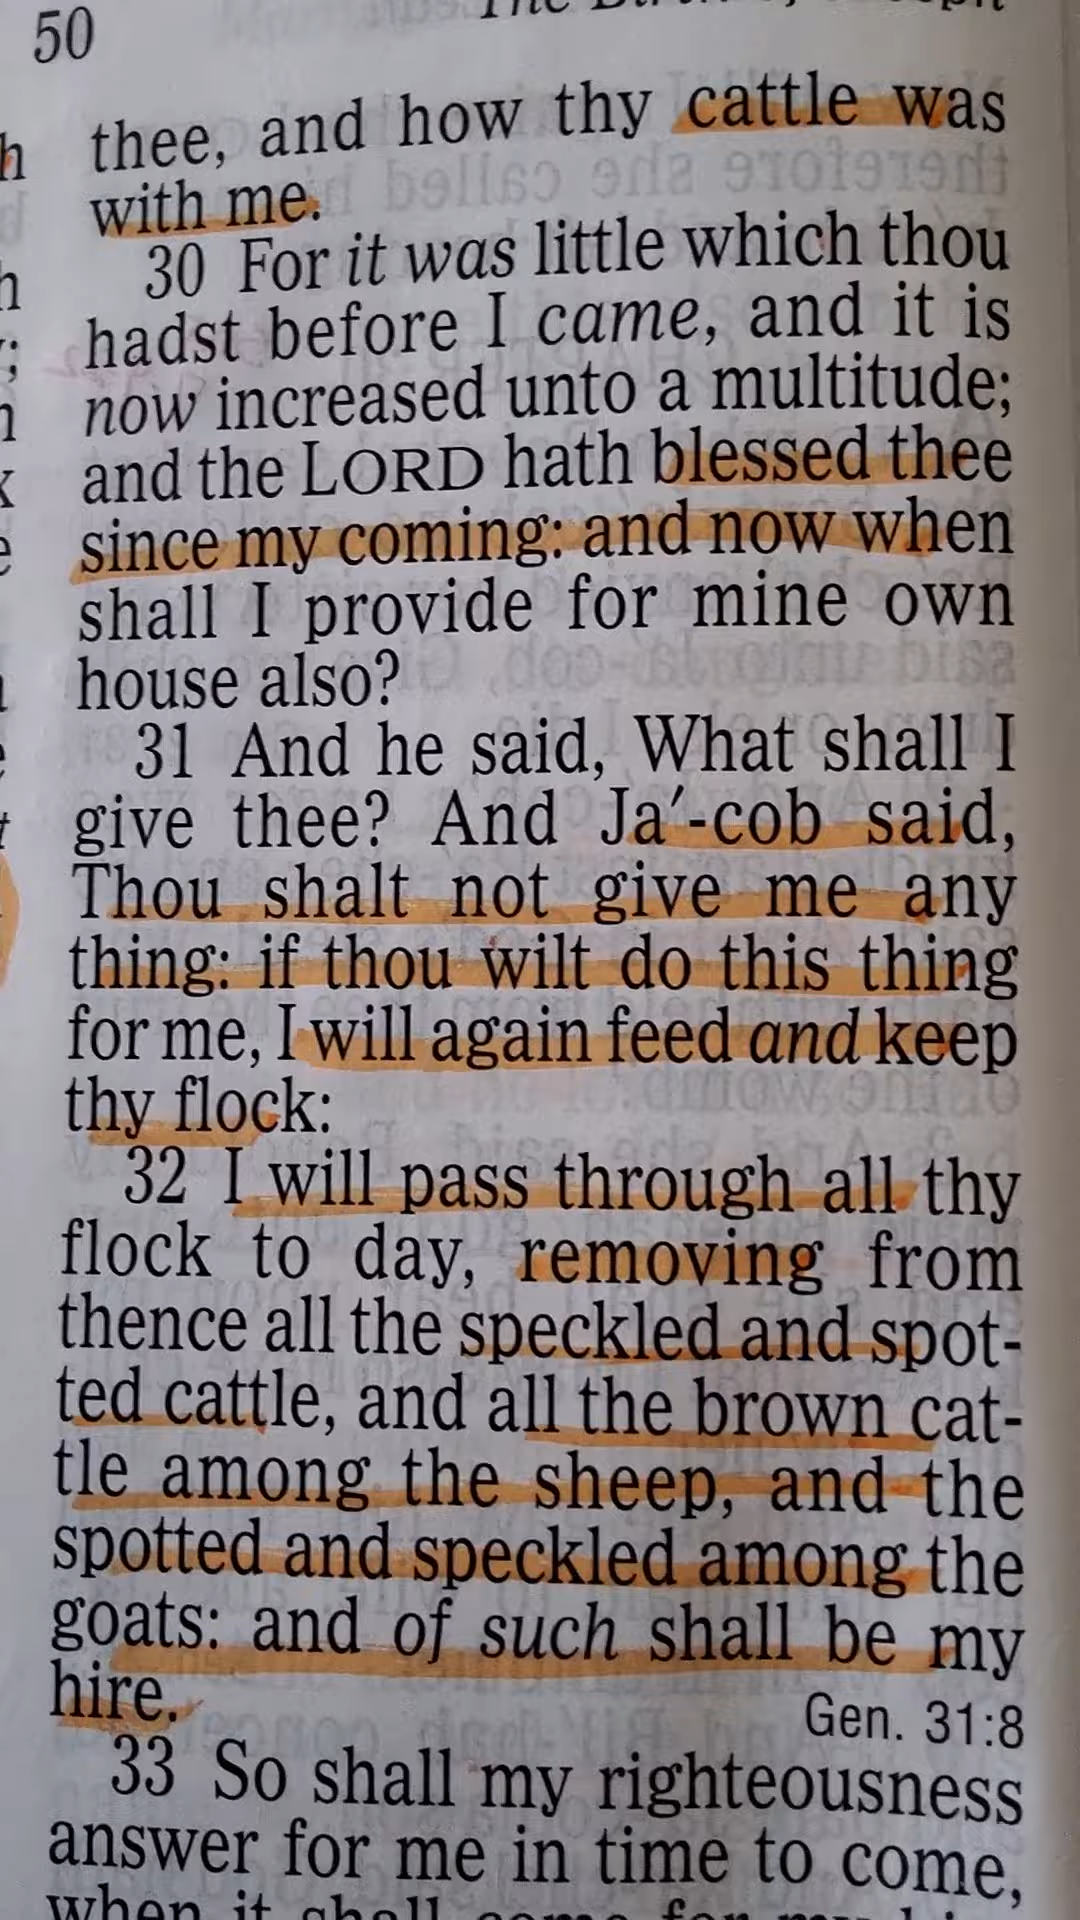 50
thee, and how thy cattle was
with me.
30 For it was little which thou
hadst before I came, and it is
now increased unto a multitude;
and the LORD hath blessed thee
since my coming: and now when
shall I provide for mine own
house also?
31 And he said, What shall I
give thee? And Ja′-cob said,
Thou shalt not give me any
thing: if thou wilt do this thing
for me, I will again feed and keep
thy flock:
32 I will pass through all thy
flock to day, removing from
thence all the speckled and spot-
ted cattle, and all the brown cat-
tle among the sheep, and the
spotted and speckled among the
goats: and of such shall be my
hire.
Gen. 31:8
33 So shall my righteousness
answer for me in time to come,
when it shall come for my